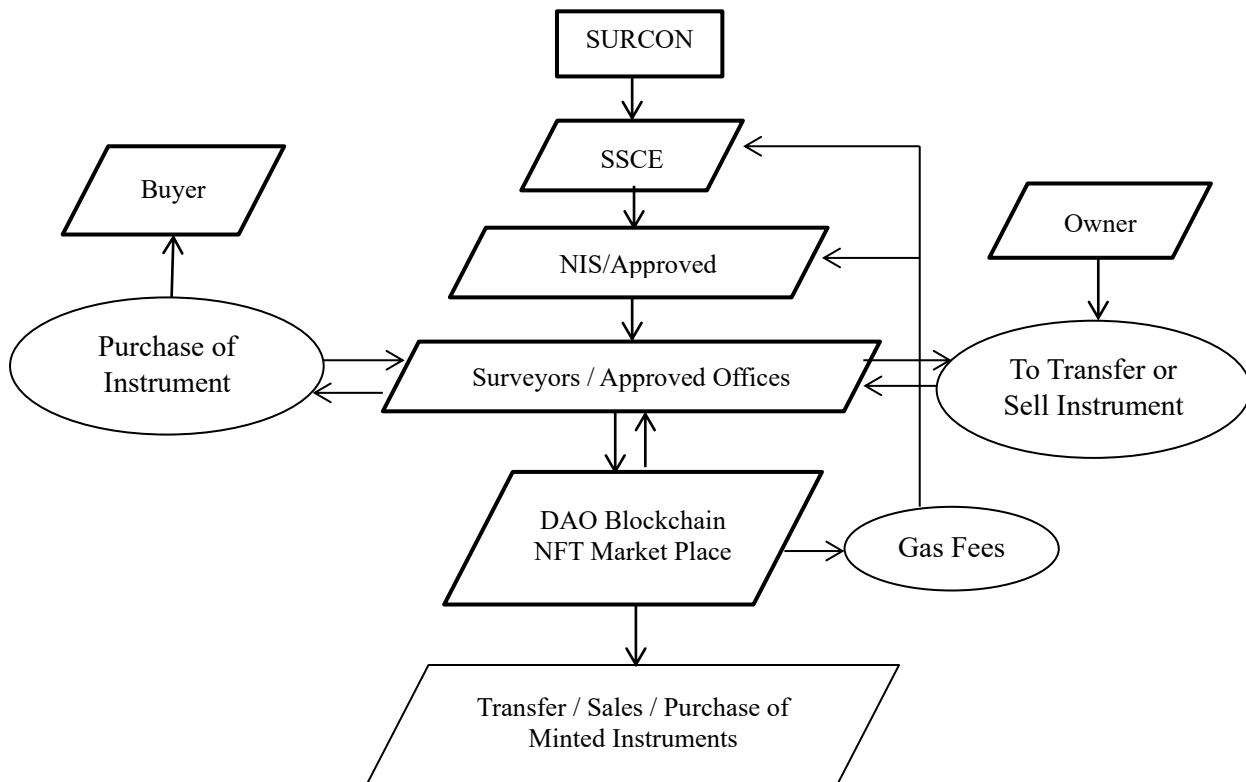 SURCON
SSCE
Buyer
Owner
NIS/Approved
Purchase of
Instrument
Surveyors / Approved Offices
To Transfer or
Sell Instrument
DAO Blockchain
NFT Market Place
Gas Fees
Transfer / Sales / Purchase of
Minted Instruments